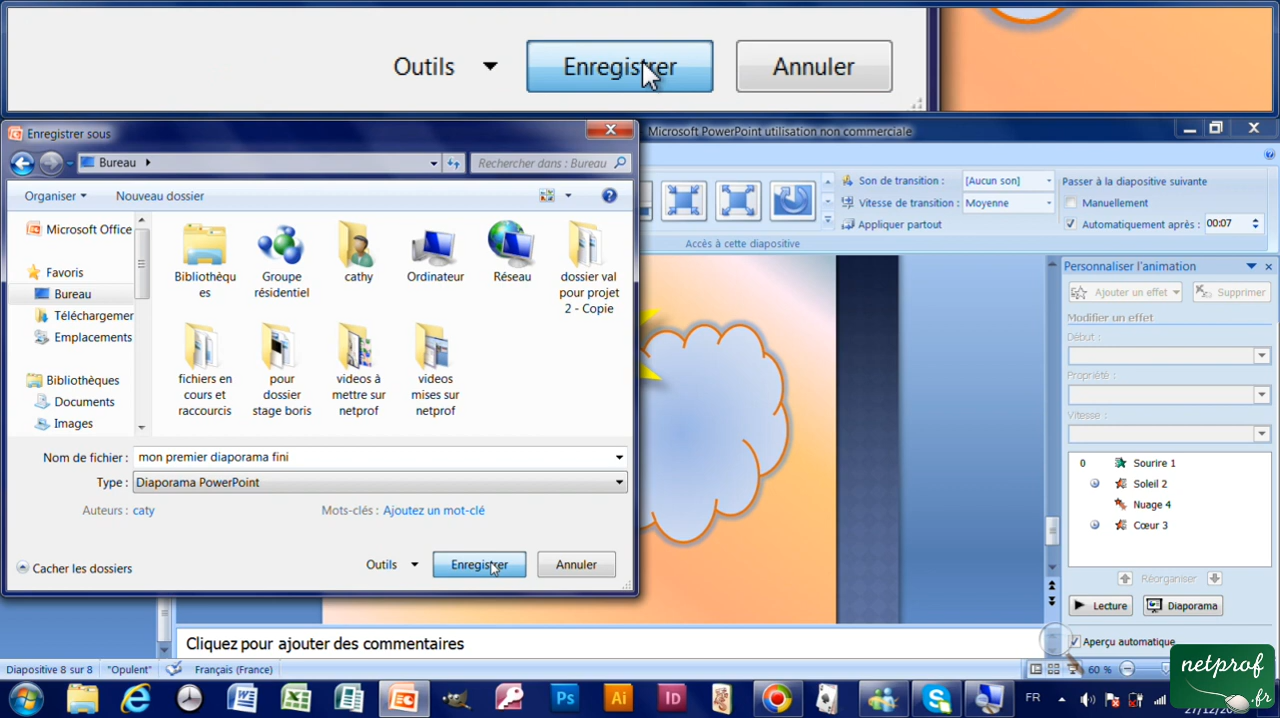 Outils
Enregistrer
Annuler
Enregistrer sous
Microsoft PowerPoint utilisation non commerciale
Bureau
Rechercher dans : Bureau
Organiser
Nouveau dossier
Son de transition :
[Aucun son]
Passer à la diapositive suivante
Vitesse de transition :
Moyenne
Manuellement
Appliquer partout
Automatiquement après :
00:07
Accès à cette diapositive
Microsoft Office
Favoris
Bureau
Téléchargemer
Emplacements
Bibliothèques
Documents
Images
Bibliothèqu
es
Groupe
résidentiel
cathy
Ordinateur
Réseau
dossier val
pour projet
2 - Copie
fichiers en
cours et
raccourcis
pour
dossier
stage boris
videos à
mettre sur
netprof
videos
mises sur
netprof
Nom de fichier :
mon premier diaporama fini
Type :
Diaporama PowerPoint
Auteurs :
caty
Mots-clés :
Ajoutez un mot-clé
Cacher les dossiers
Outils
Enregistrer
Annuler
Personnaliser l'animation
Ajouter un effet
Supprimer
Modifier un effet
Début :
Propriété :
Vitesse :
0
Sourire 1
Soleil 2
Nuage 4
Cœur 3
Réorganiser
Lecture
Diaporama
Aperçu automatique
Cliquez pour ajouter des commentaires
Diapositive 8 sur 8
"Opulent"
Français (France)
60 %
Ps
Ai
ID
FR
netprof
.fr